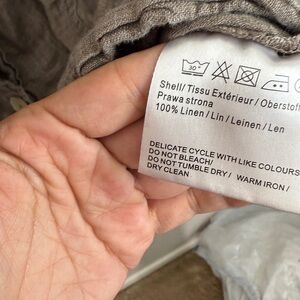 30°
Shell/ Tissu Extérieur / Oberstoff
Prawa strona
100% Linen / Lin / Leinen / Len
DELICATE CYCLE WITH LIKE COLOURS
DO NOT BLEACH/
DO NOT TUMBLE DRY / WARM IRON /
DRY CLEAN